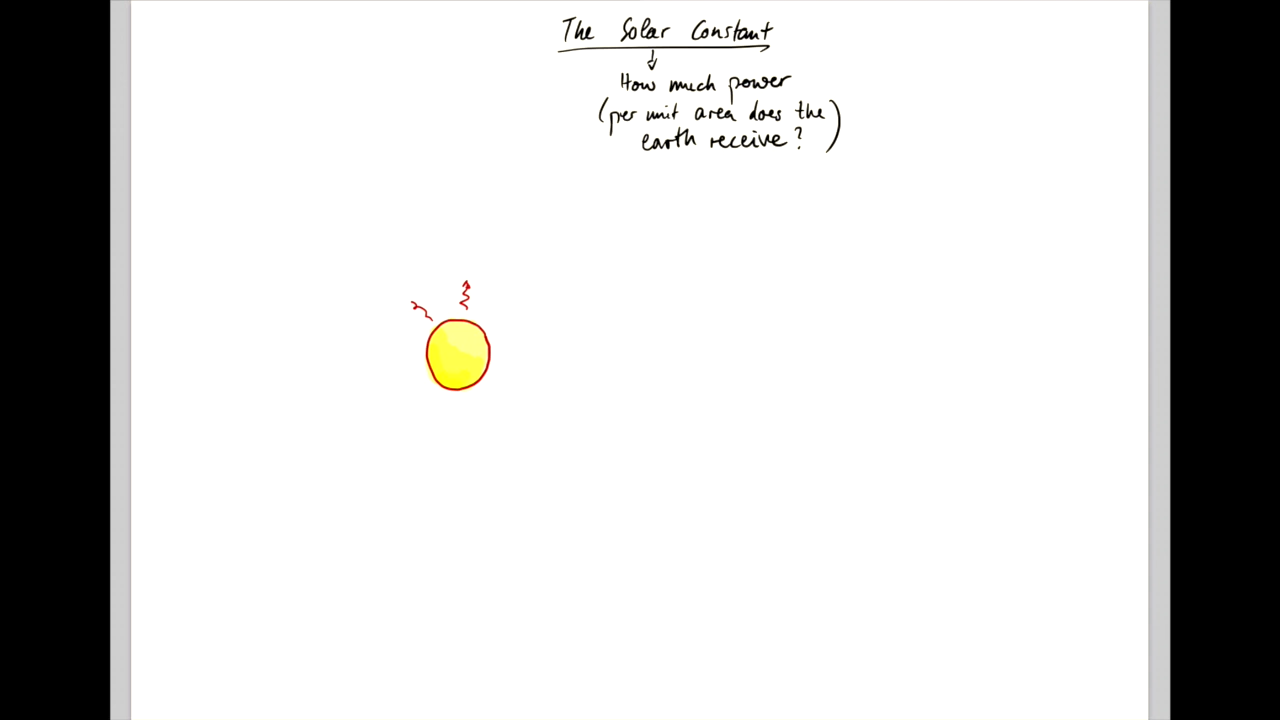 The Solar Constant
How much power
(per unit area does the
earth receive?)